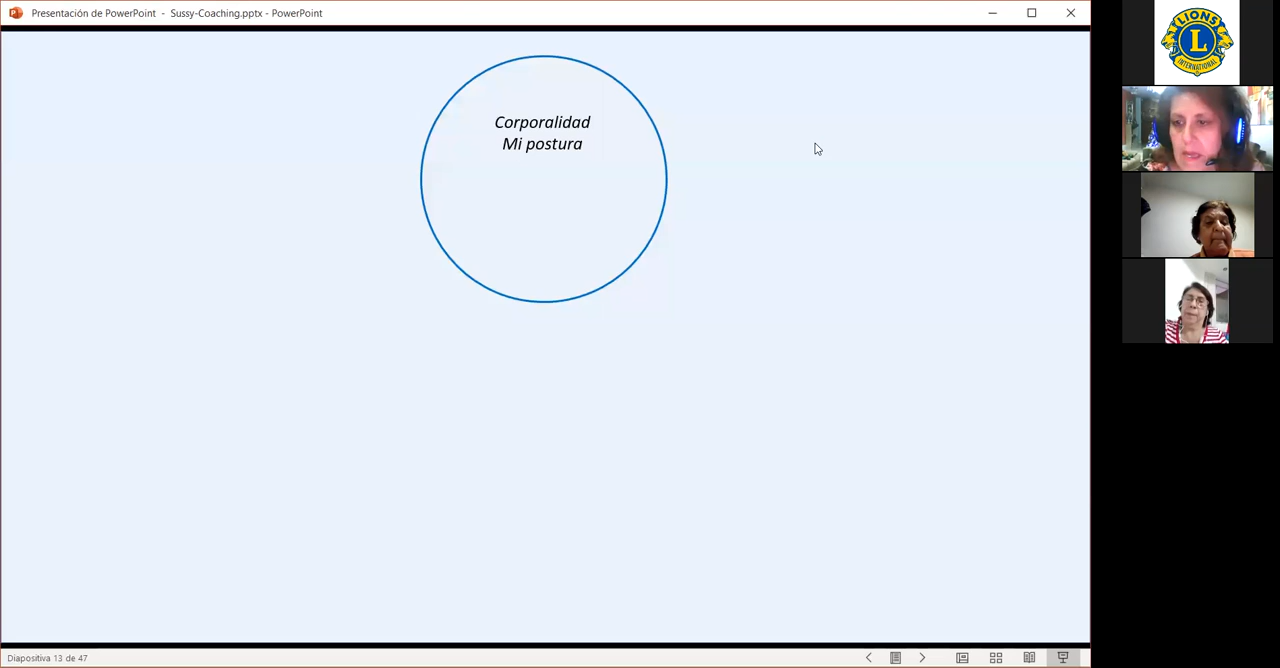 Presentación de PowerPoint - Sussy-Coaching.pptx - PowerPoint
Corporalidad
Mi postura
LIONS
L
INTERNATIONAL
Diapositiva 13 de 47